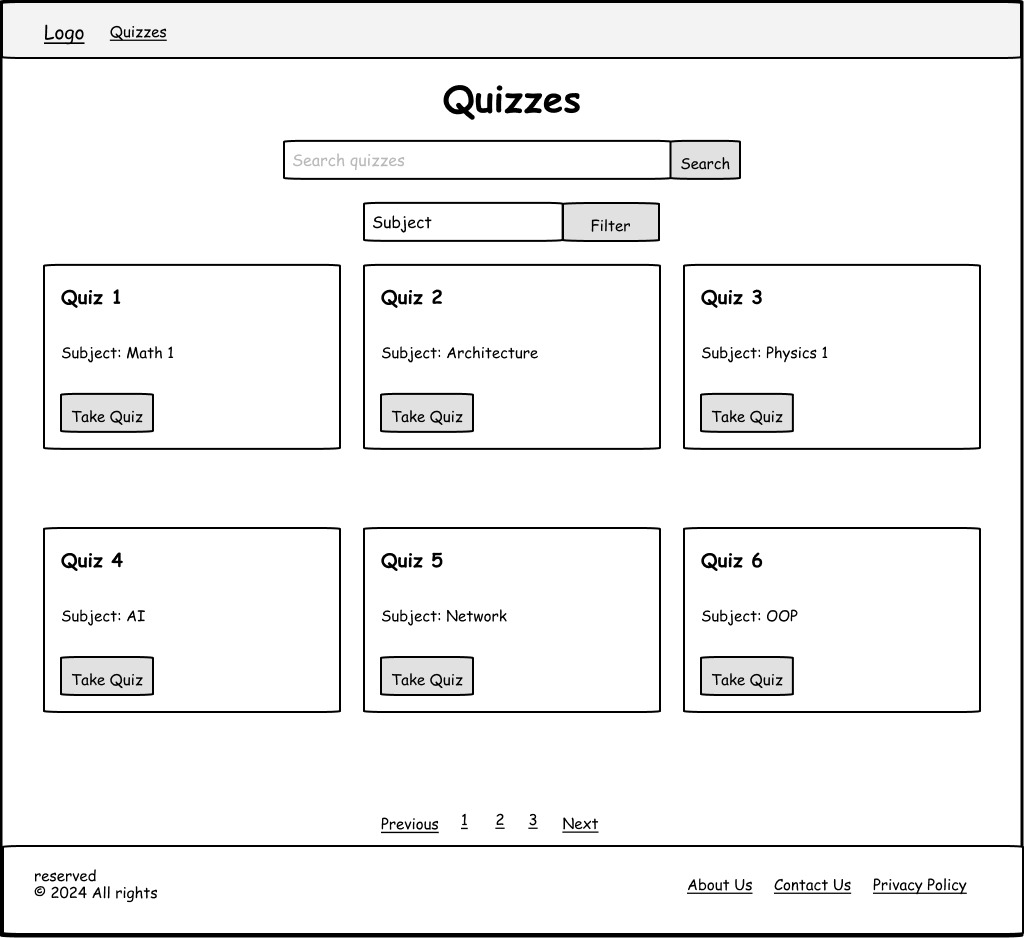 Logo Quizzes
Quizzes
Search quizzes Search
Subject Filter
Quiz 1
Subject: Math 1
Take Quiz
Quiz 2
Subject: Architecture
Take Quiz
Quiz 3
Subject: Physics 1
Take Quiz
Quiz 4
Subject: AI
Take Quiz
Quiz 5
Subject: Network
Take Quiz
Quiz 6
Subject: OOP
Take Quiz
Previous 1 2 3 Next
reserved
© 2024 All rights
About Us Contact Us Privacy Policy